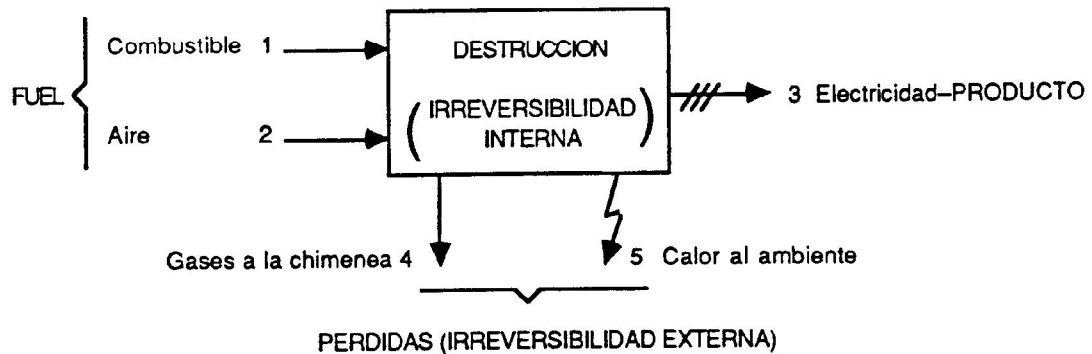 Combustible 1
DESTRUCCION
FUEL
3 Electricidad–PRODUCTO
(IRREVERSIBILIDAD
INTERNA)
Aire 2
Gases a la chimenea 4
5 Calor al ambiente
PERDIDAS (IRREVERSIBILIDAD EXTERNA)